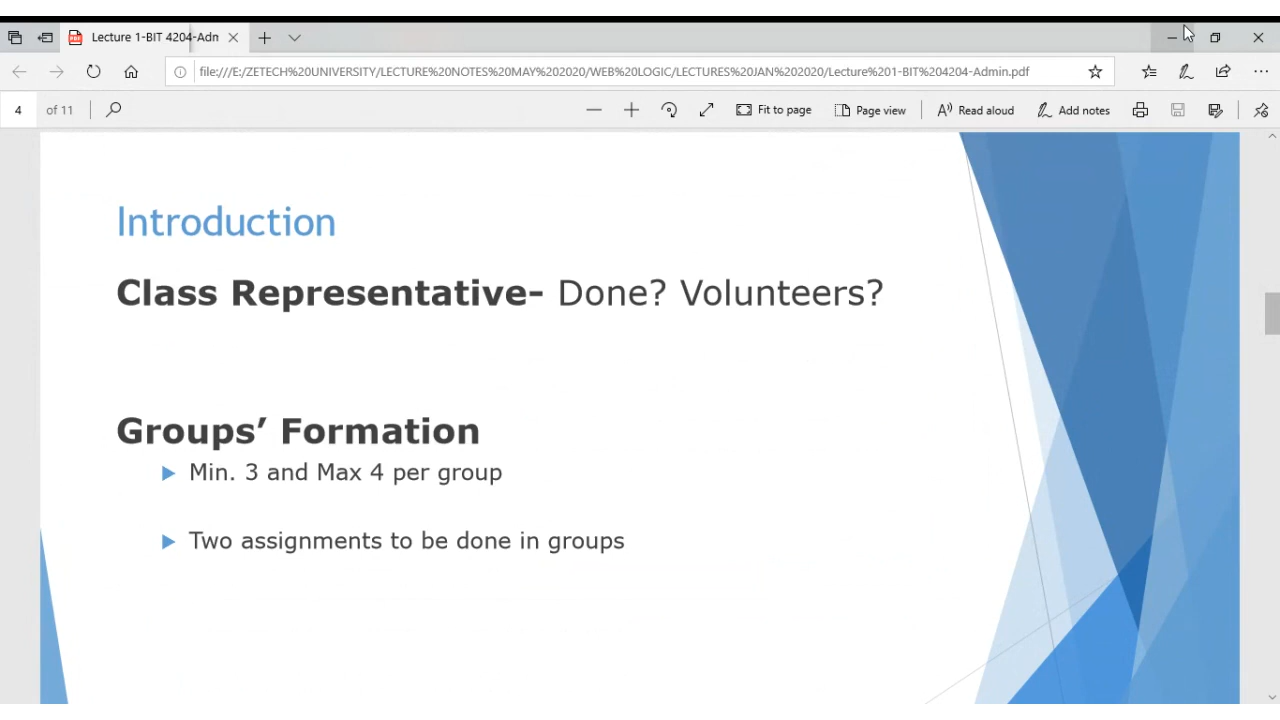 Lecture 1-BIT 4204-Adn
file:///E:/ZETECH%20UNIVERSITY/LECTURE%20NOTES%20MAY%202020/WEB%20LOGIC/LECTURES%20JAN%202020/Lecture%201-BIT%204204-Admin.pdf
4 of 11 Fit to page Page view Read aloud Add notes
Introduction
Class Representative- Done? Volunteers?
Groups’ Formation
Min. 3 and Max 4 per group
Two assignments to be done in groups